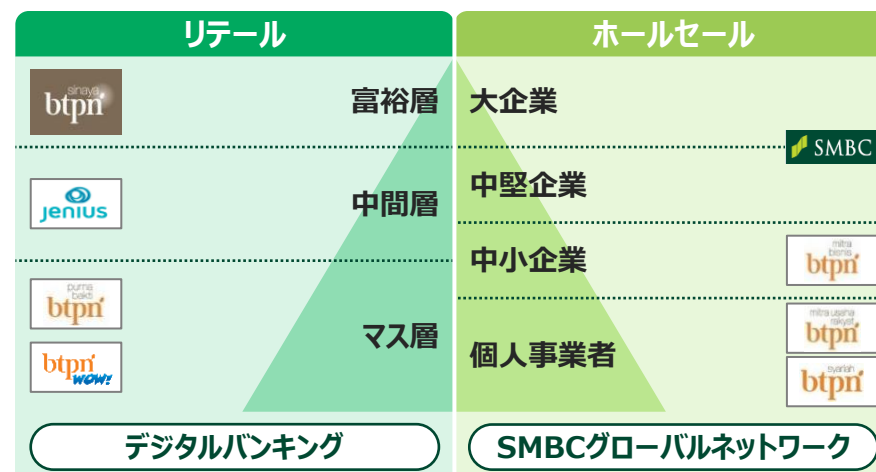 リテール
ホールセール
sinaya
btpn
富裕層
大企業
SMBC
Jenius
中間層
中堅企業
中小企業
mitra
bisnis
btpn
purna
bakti
btpn
マス層
btpn
WOW!
個人事業者
mitra usaha
rakyat
btpn
syariah
btpn
デジタルバンキング
SMBCグローバルネットワーク